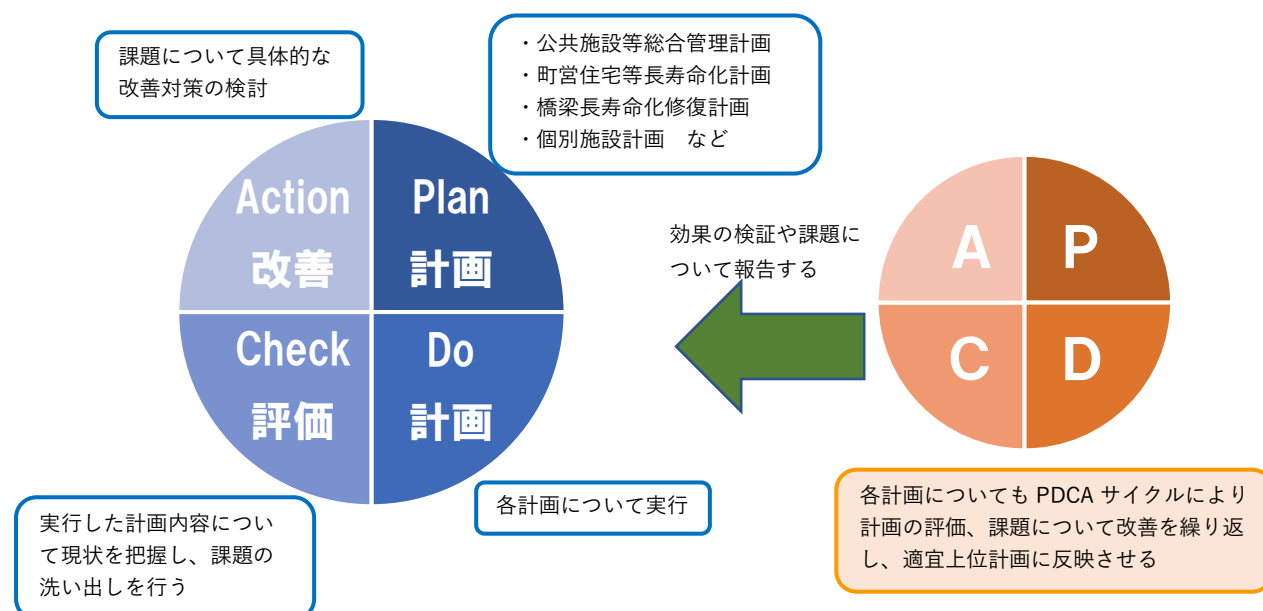 課題について具体的な
改善対策の検討
・公共施設等総合管理計画
・町営住宅等長寿命化計画
・橋梁長寿命化修復計画
・個別施設計画　など
Action
改善
Plan
計画
Check
評価
Do
計画
効果の検証や課題に
ついて報告する
A
P
C
D
各計画について実行
実行した計画内容につい
て現状を把握し、課題の
洗い出しを行う
各計画についても PDCA サイクルにより
計画の評価、課題について改善を繰り返
し、適宜上位計画に反映させる